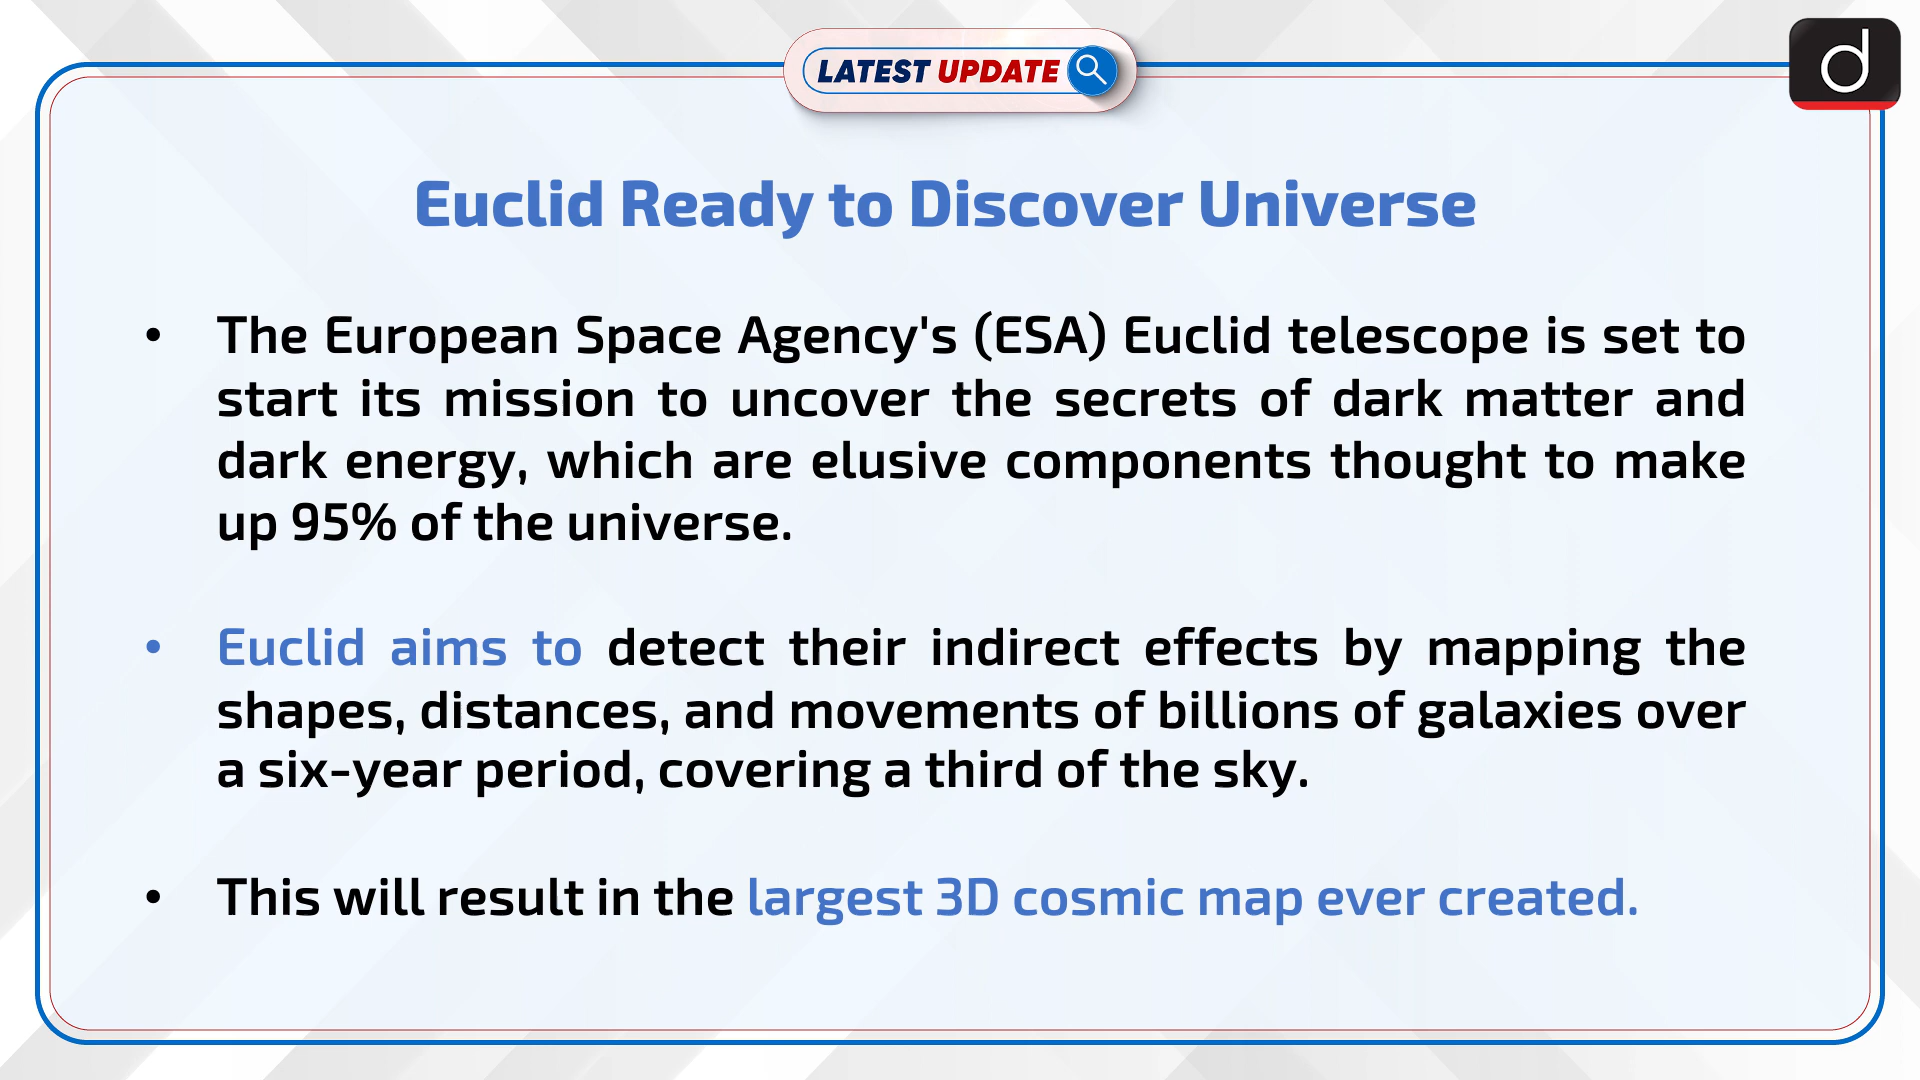 LATEST UPDATE
d
Euclid Ready to Discover Universe
• The European Space Agency's (ESA) Euclid telescope is set to
start its mission to uncover the secrets of dark matter and
dark energy, which are elusive components thought to make
up 95% of the universe.
• Euclid aims to detect their indirect effects by mapping the
shapes, distances, and movements of billions of galaxies over
a six-year period, covering a third of the sky.
• This will result in the largest 3D cosmic map ever created.